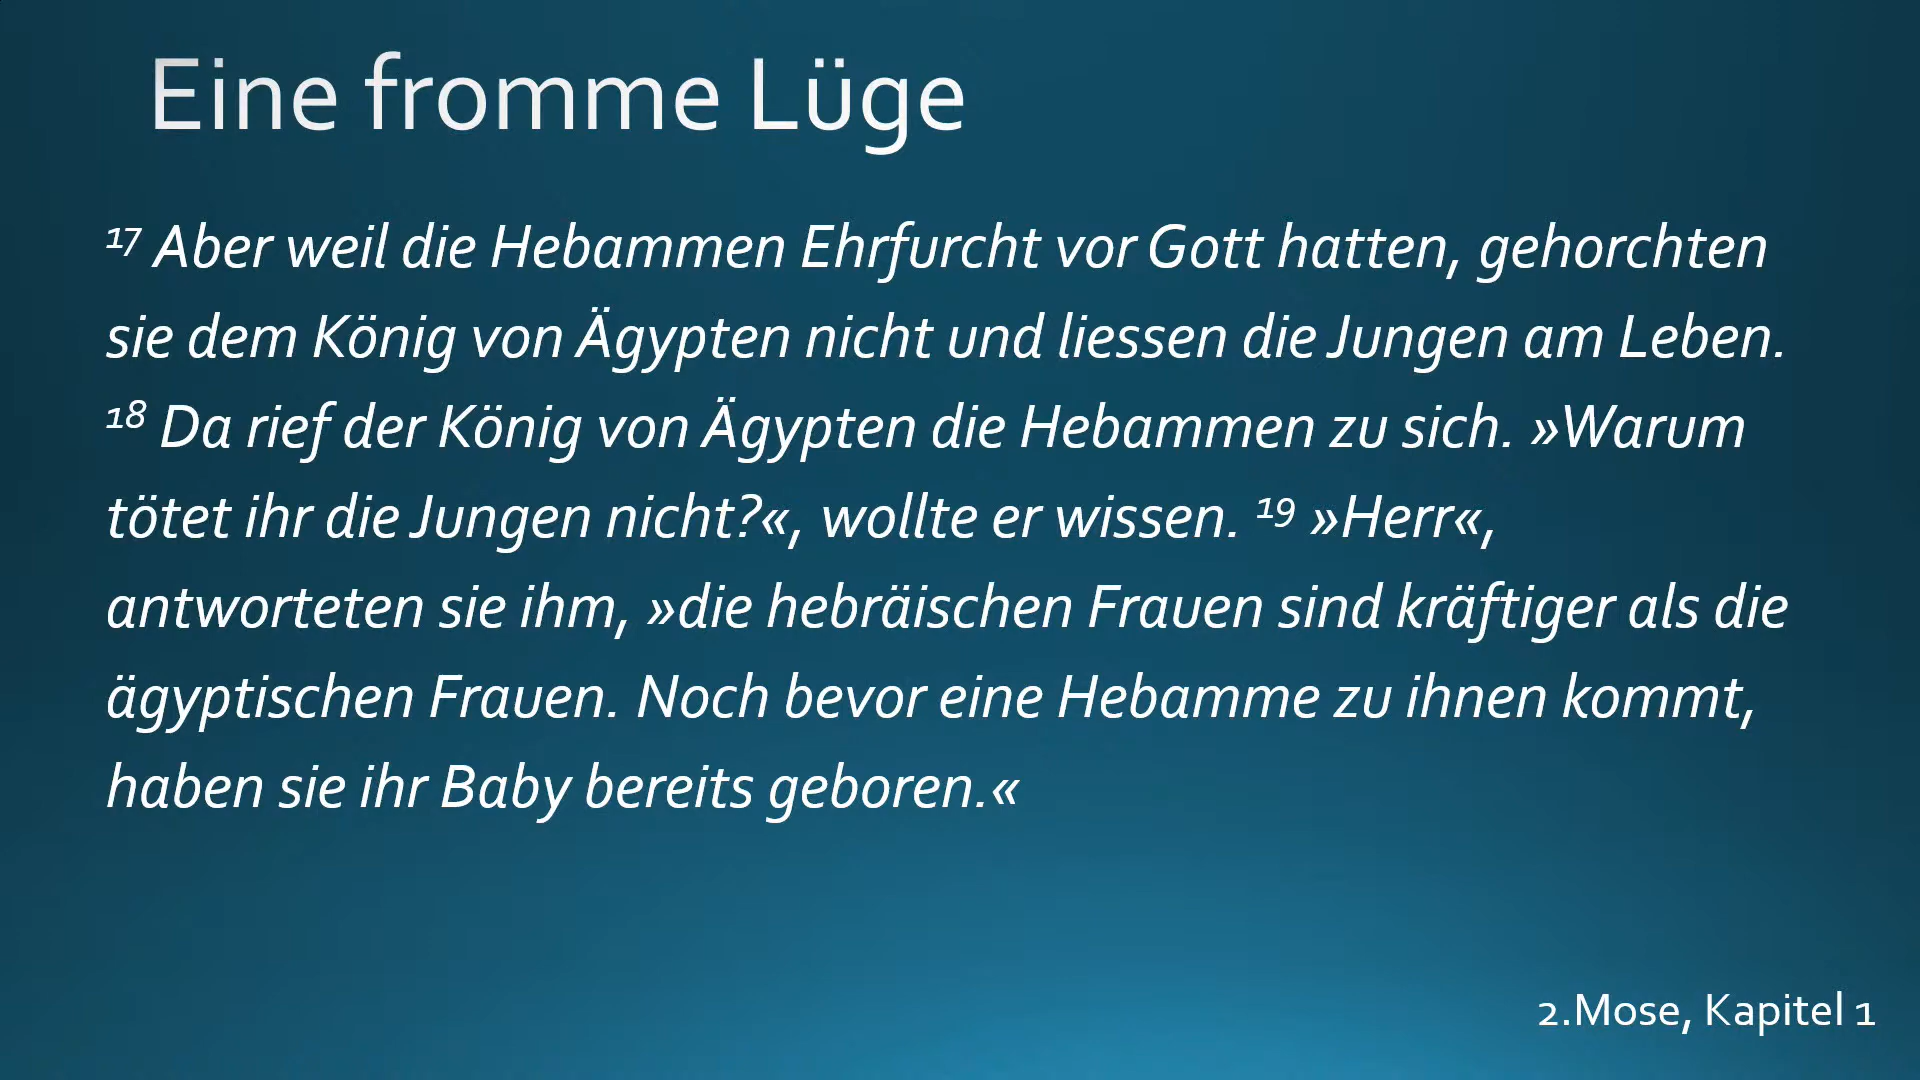 Eine fromme Lüge
17 Aber weil die Hebammen Ehrfurcht vor Gott hatten, gehorchten
sie dem König von Ägypten nicht und liessen die Jungen am Leben.
18 Da rief der König von Ägypten die Hebammen zu sich. »Warum
tötet ihr die Jungen nicht?«, wollte er wissen. 19 »Herr«,
antworteten sie ihm, »die hebräischen Frauen sind kräftiger als die
ägyptischen Frauen. Noch bevor eine Hebamme zu ihnen kommt,
haben sie ihr Baby bereits geboren.«
2.Mose, Kapitel 1